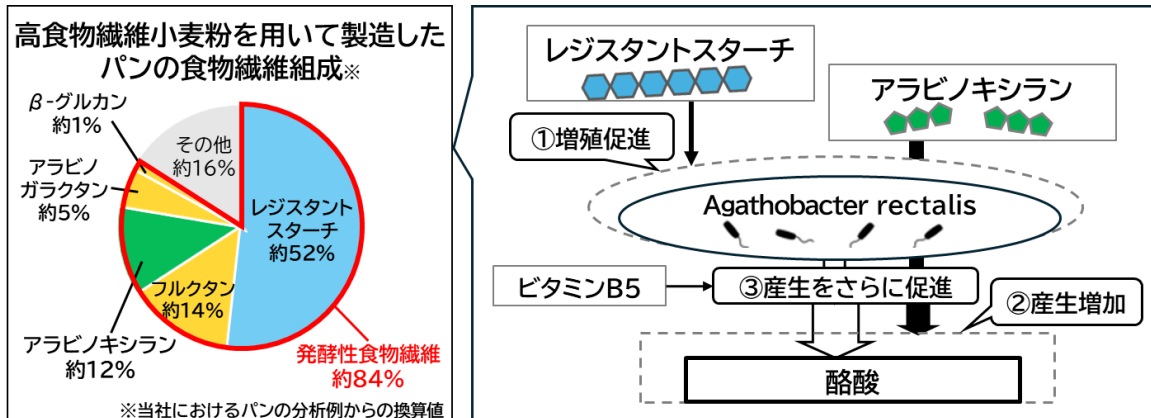 高食物繊維小麦粉を用いて製造した
パンの食物繊維組成※
β-グルカン
約1%
その他
約16%
アラビノ
ガラクタン
約5%
レジスタント
スターチ
約52%
フルクタン
約14%
アラビノキシラン
約12%
発酵性食物繊維
約84%
※当社におけるパンの分析例からの換算値
レジスタントスターチ
アラビノキシラン
①増殖促進
Agathobacter rectalis
ビタミンB5
③産生をさらに促進
②産生増加
酪酸